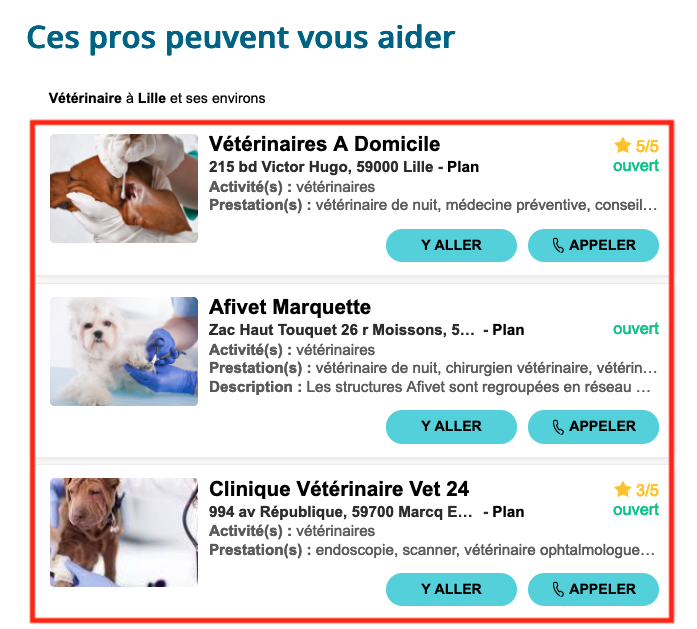 Ces pros peuvent vous aider
Vétérinaire à Lille et ses environs
Vétérinaires A Domicile
5/5
215 bd Victor Hugo, 59000 Lille - Plan
ouvert
Activité(s) : vétérinaires
Prestation(s) : vétérinaire de nuit, médecine préventive, conseil…
Y ALLER
APPELER
Afivet Marquette
Zac Haut Touquet 26 r Moissons, 5… - Plan
ouvert
Activité(s) : vétérinaires
Prestation(s) : vétérinaire de nuit, chirurgien vétérinaire, vétérin…
Description : Les structures Afivet sont regroupées en réseau …
Y ALLER
APPELER
Clinique Vétérinaire Vet 24
3/5
994 av République, 59700 Marcq E… - Plan
ouvert
Activité(s) : vétérinaires
Prestation(s) : endoscopie, scanner, vétérinaire ophtalmologue…
Y ALLER
APPELER